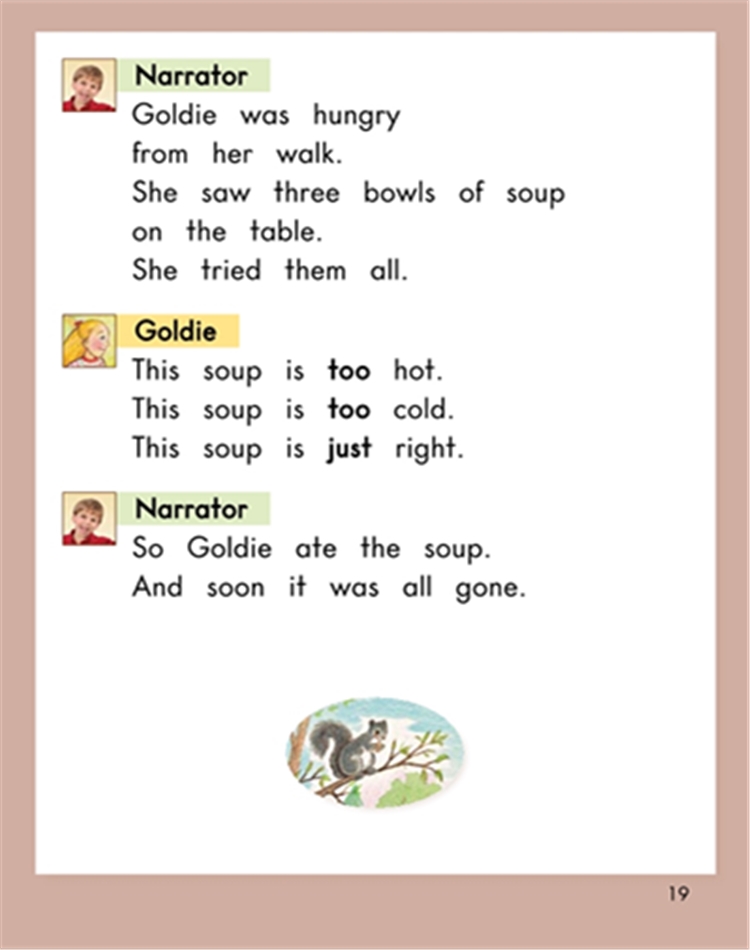 Narrator
Goldie was hungry
from her walk.
She saw three bowls of soup
on the table.
She tried them all.
Goldie
This soup is too hot.
This soup is too cold.
This soup is just right.
Narrator
So Goldie ate the soup.
And soon it was all gone.
19